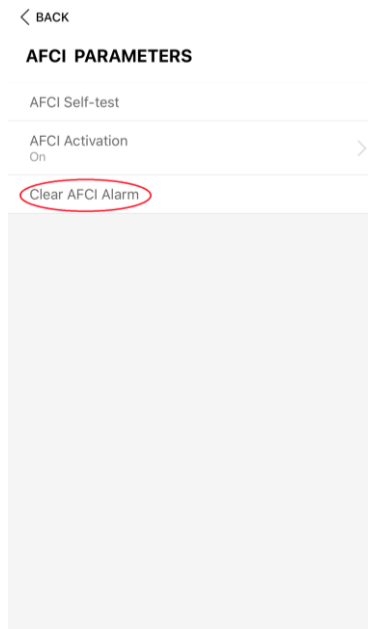 BACK
AFCI PARAMETERS
AFCI Self-test
AFCI Activation
On
Clear AFCI Alarm